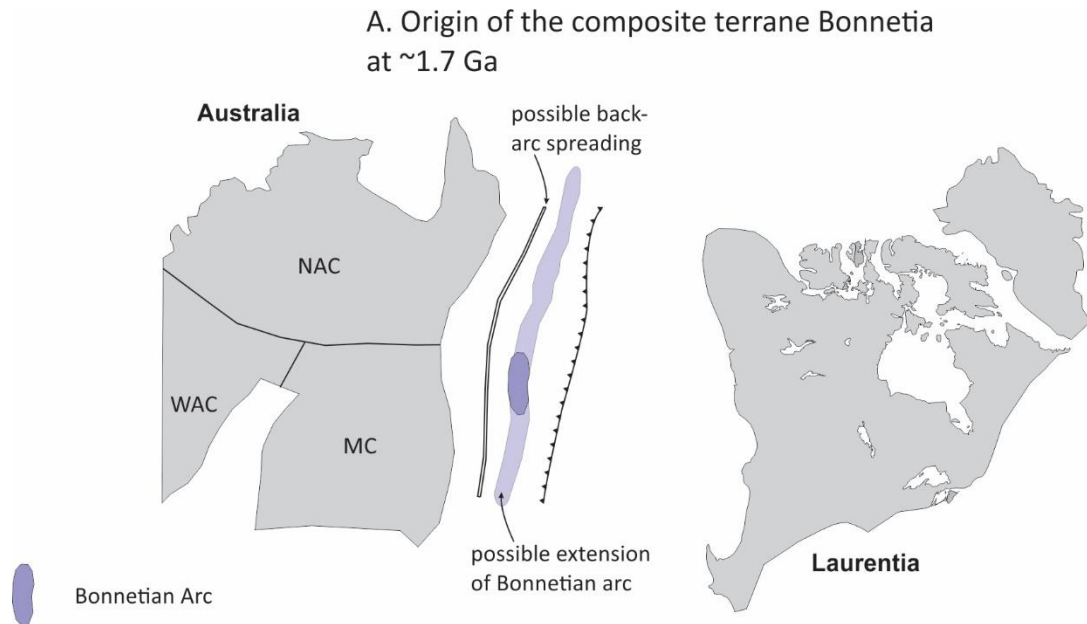 A. Origin of the composite terrane Bonnetia
at ~1.7 Ga
Australia
possible back-
arc spreading
NAC
WAC
MC
possible extension
of Bonnetian arc
Laurentia
Bonnetian Arc